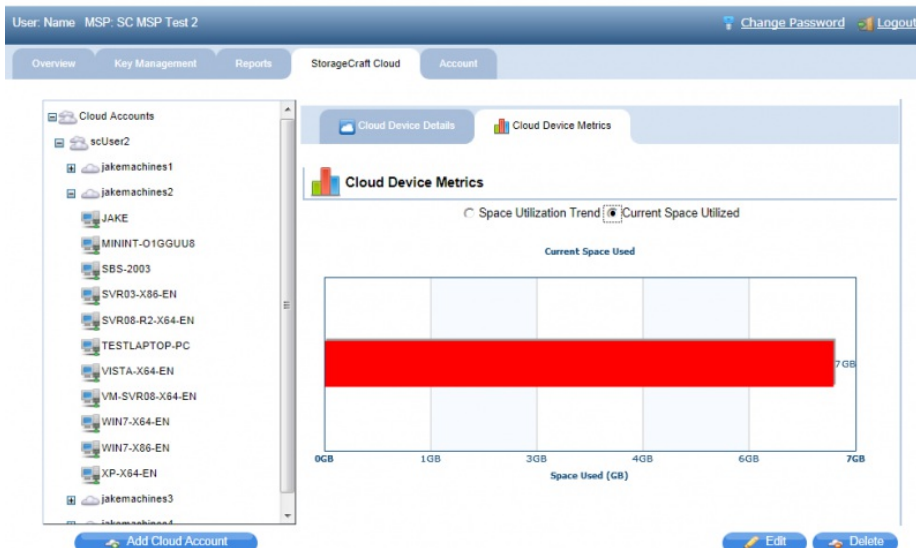 User: Name MSP: SC MSP Test 2
Change Password Logout
Overview Key Management Reports StorageCraft Cloud Account
Cloud Accounts
scUser2
jakemachines1
jakemachines2
JAKE
MININT-O1GGUU8
SBS-2003
SVR03-X86-EN
SVR08-R2-X64-EN
TESTLAPTOP-PC
VISTA-X64-EN
VM-SVR08-X64-EN
WIN7-X64-EN
WIN7-X86-EN
XP-X64-EN
jakemachines3
jakemachines4
Add Cloud Account
Cloud Device Details Cloud Device Metrics
Cloud Device Metrics
Space Utilization Trend Current Space Utilized
Current Space Used
7GB
0GB 1GB 3GB 4GB 6GB 7GB
Space Used (GB)
Edit Delete